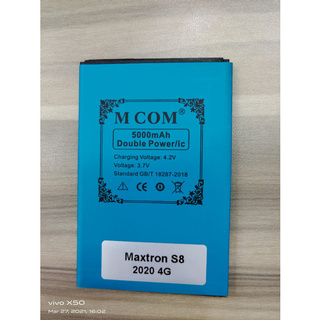 M COM®
5000mAh
Double Power/ic
Charging Voltage: 4.2V
Voltage: 3.7V
Standard GB/T 18287-2018
Maxtron S8
2020 4G
vivo X50
Mar 27, 2021, 16:02